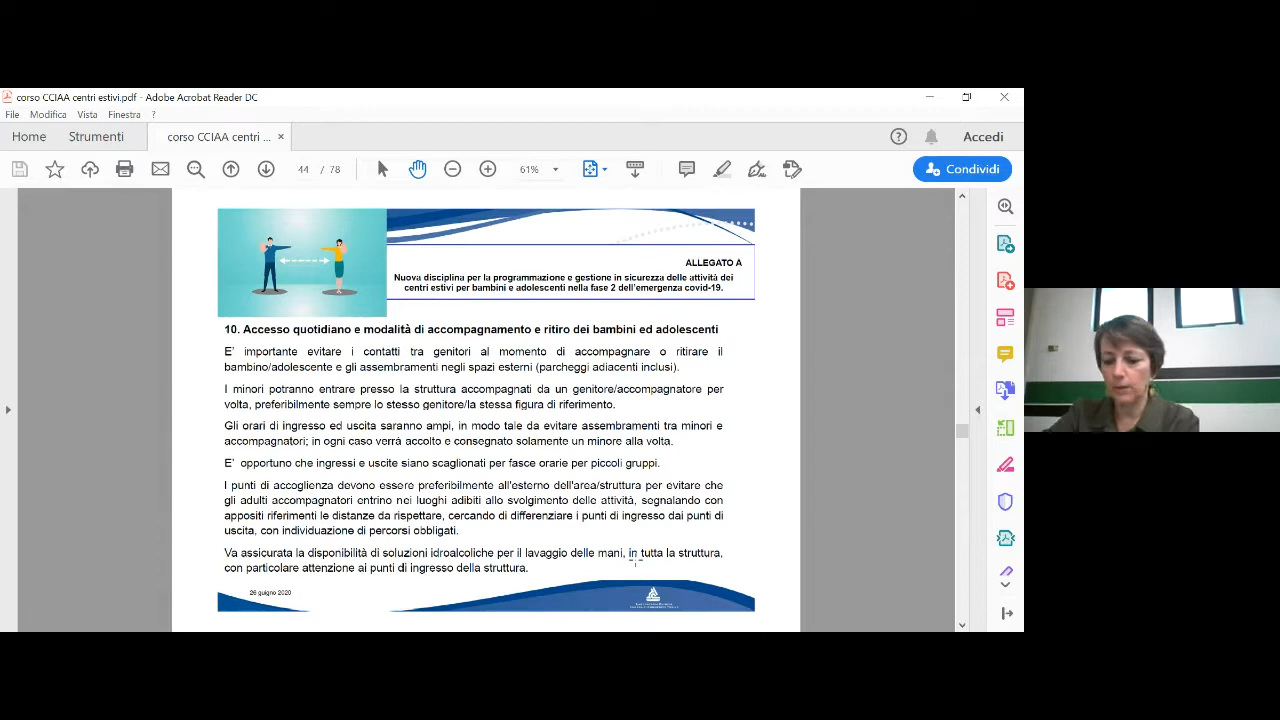 corso CCIAA centri estivi.pdf - Adobe Acrobat Reader DC
File Modifica Vista Finestra ?
Home Strumenti corso CCIAA centri ... × Accedi
44 / 78 61% Condividi
ALLEGATO A
Nuova disciplina per la programmazione e gestione in sicurezza delle attività dei
centri estivi per bambini e adolescenti nella fase 2 dell'emergenza covid-19.
10. Accesso quotidiano e modalità di accompagnamento e ritiro dei bambini ed adolescenti
E' importante evitare i contatti tra genitori al momento di accompagnare o ritirare il
bambino/adolescente e gli assembramenti negli spazi esterni (parcheggi adiacenti inclusi).
I minori potranno entrare presso la struttura accompagnati da un genitore/accompagnatore per
volta, preferibilmente sempre lo stesso genitore/la stessa figura di riferimento.
Gli orari di ingresso ed uscita saranno ampi, in modo tale da evitare assembramenti tra minori e
accompagnatori; in ogni caso verrà accolto e consegnato solamente un minore alla volta.
E' opportuno che ingressi e uscite siano scaglionati per fasce orarie per piccoli gruppi.
I punti di accoglienza devono essere preferibilmente all'esterno dell'area/struttura per evitare che
gli adulti accompagnatori entrino nei luoghi adibiti allo svolgimento delle attività, segnalando con
appositi riferimenti le distanze da rispettare, cercando di differenziare i punti di ingresso dai punti di
uscita, con individuazione di percorsi obbligati.
Va assicurata la disponibilità di soluzioni idroalcoliche per il lavaggio delle mani, in tutta la struttura,
con particolare attenzione ai punti di ingresso della struttura.
26 guigno 2020